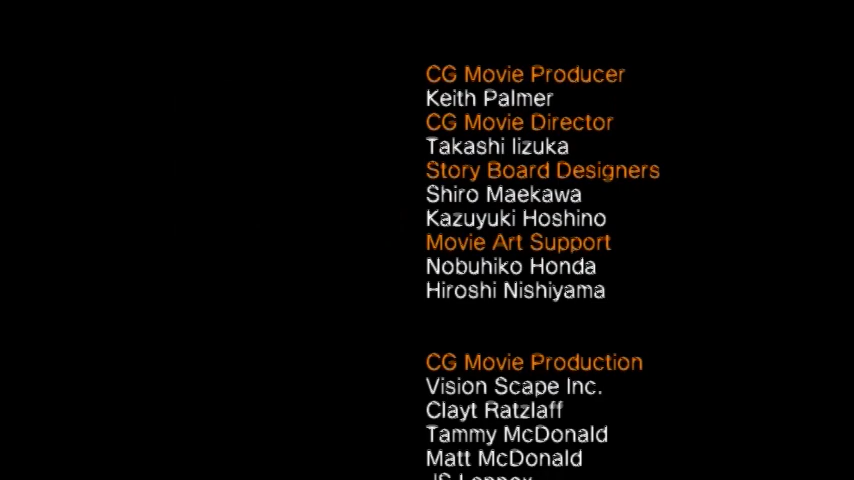 CG Movie Producer
Keith Palmer
CG Movie Director
Takashi Iizuka
Story Board Designers
Shiro Maekawa
Kazuyuki Hoshino
Movie Art Support
Nobuhiko Honda
Hiroshi Nishiyama
CG Movie Production
Vision Scape Inc.
Clayt Ratzlaff
Tammy McDonald
Matt McDonald